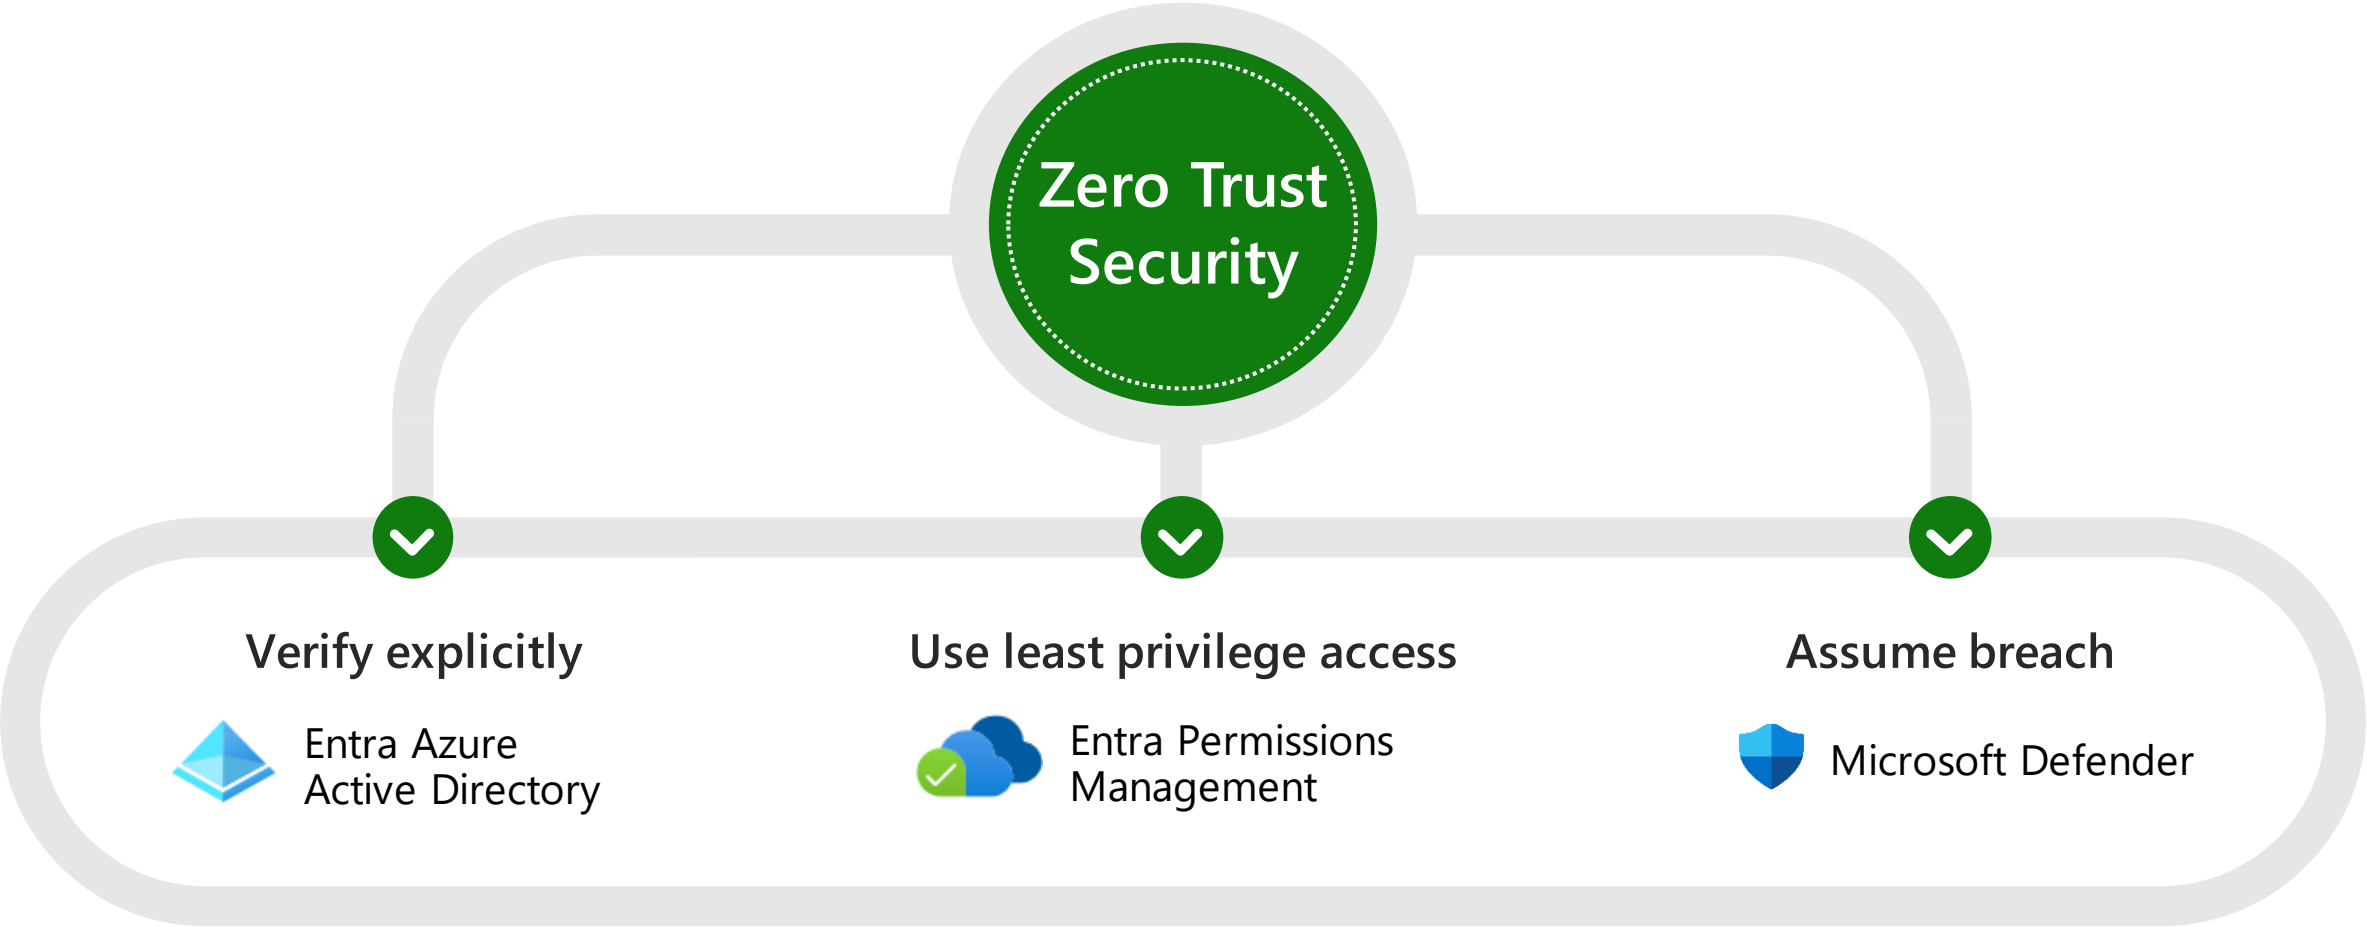 Zero Trust
Security
Verify explicitly
Entra Azure
Active Directory
Use least privilege access
Entra Permissions
Management
Assume breach
Microsoft Defender